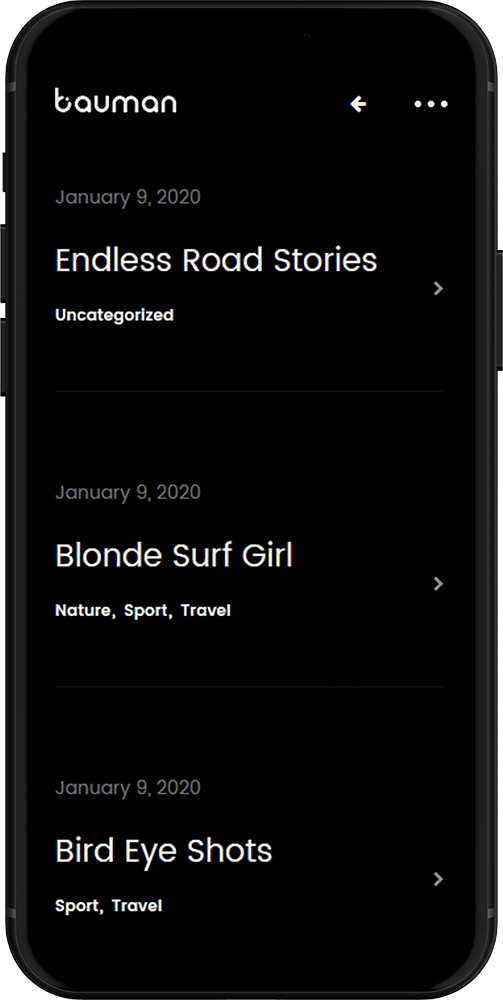 bauman
January 9, 2020
Endless Road Stories
Uncategorized
January 9, 2020
Blonde Surf Girl
Nature, Sport, Travel
January 9, 2020
Bird Eye Shots
Sport, Travel